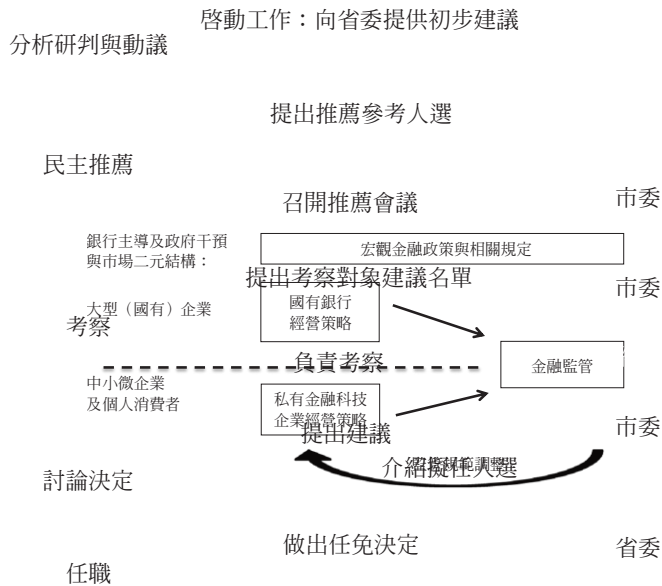 啓動工作：向省委提供初步建議
分析研判與動議
提出推薦參考人選
民主推薦
召開推薦會議
市委
銀行主導及政府干預
與市場二元結構：
宏觀金融政策與相關規定
提出考察對象建議名單
市委
大型（國有）企業
國有銀行
經營策略
考察
負責考察
金融監管
中小微企業
及個人消費者
私有金融科技
企業經營策略
提出建議
市委
介紹擬任人選
討論決定
做出任免決定
省委
任職